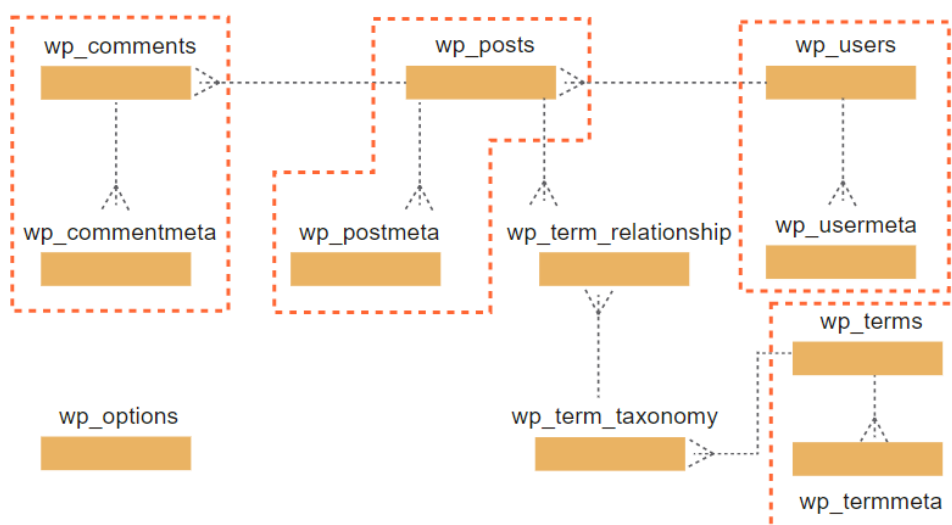 wp_comments
wp_posts
wp_users
wp_commentmeta
wp_postmeta
wp_term_relationship
wp_usermeta
wp_terms
wp_options
wp_term_taxonomy
wp_termmeta